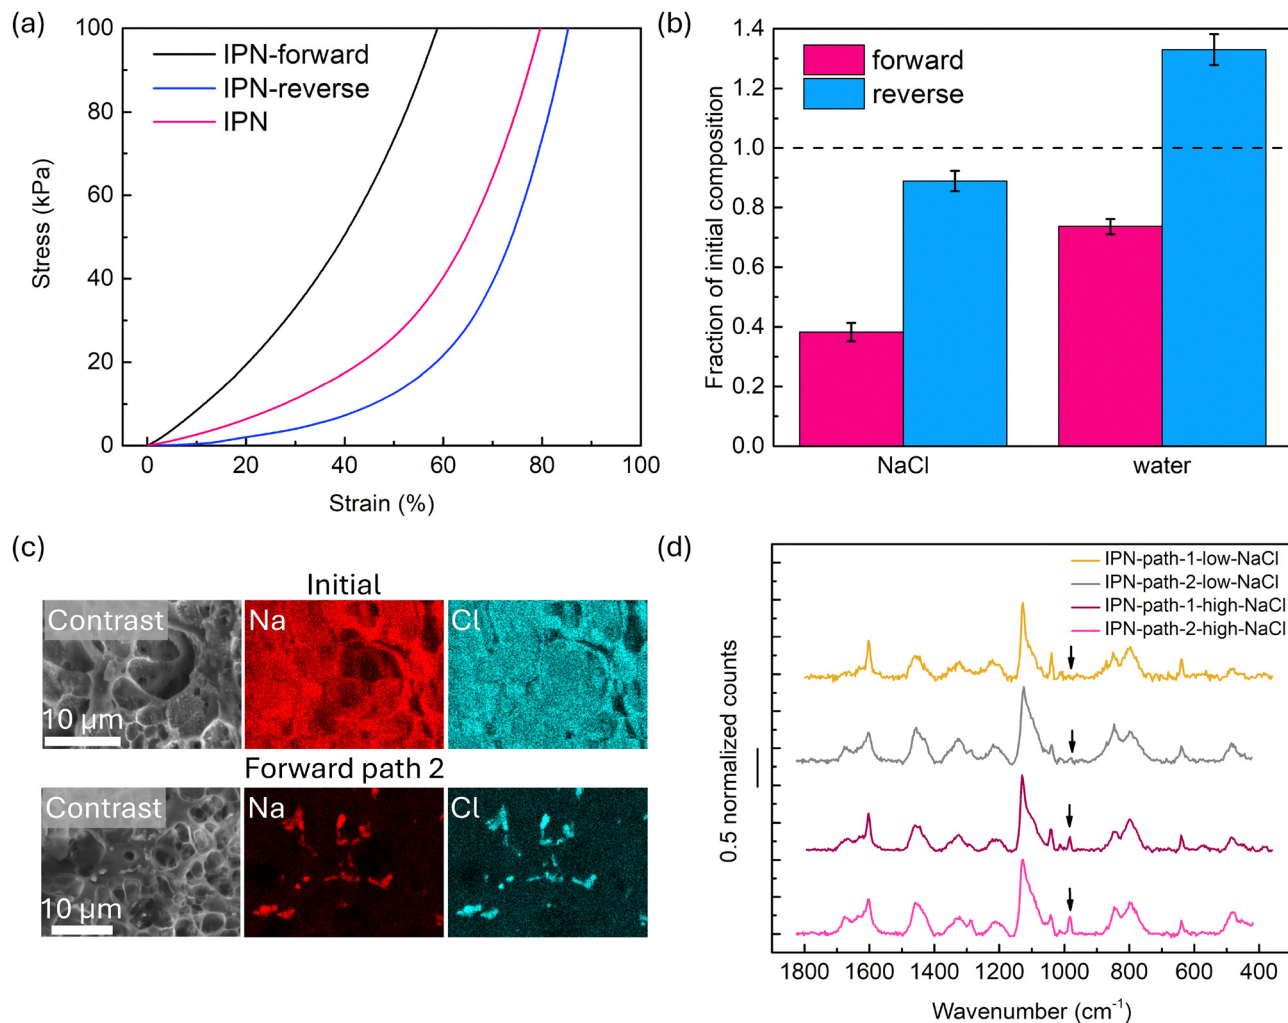 (a)
100
80
60
40
20
0
Stress (kPa)
IPN-forward
IPN-reverse
IPN
0
20
40
60
80
100
Strain (%)
(b)
1.4
1.2
1.0
0.8
0.6
0.4
0.2
0.0
Fraction of initial composition
forward
reverse
NaCl
water
(c)
Initial
Contrast
Na
Cl
10 µm
Forward path 2
Contrast
Na
Cl
10 µm
(d)
IPN-path-1-low-NaCl
IPN-path-2-low-NaCl
IPN-path-1-high-NaCl
IPN-path-2-high-NaCl
0.5 normalized counts
1800 1600 1400 1200 1000 800 600 400
Wavenumber (cm⁻¹)